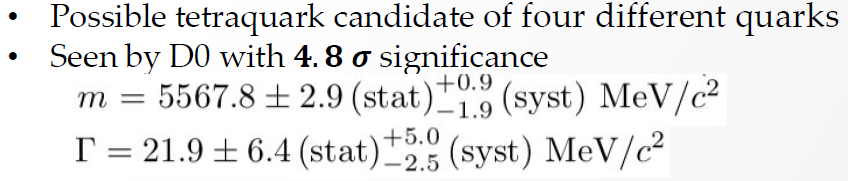 • Possible tetraquark candidate of four different quarks
• Seen by D0 with 4.8 σ significance
m = 5567.8 ± 2.9 (stat)+0.9 −1.9 (syst) MeV/c²
Γ = 21.9 ± 6.4 (stat)+5.0 −2.5 (syst) MeV/c²